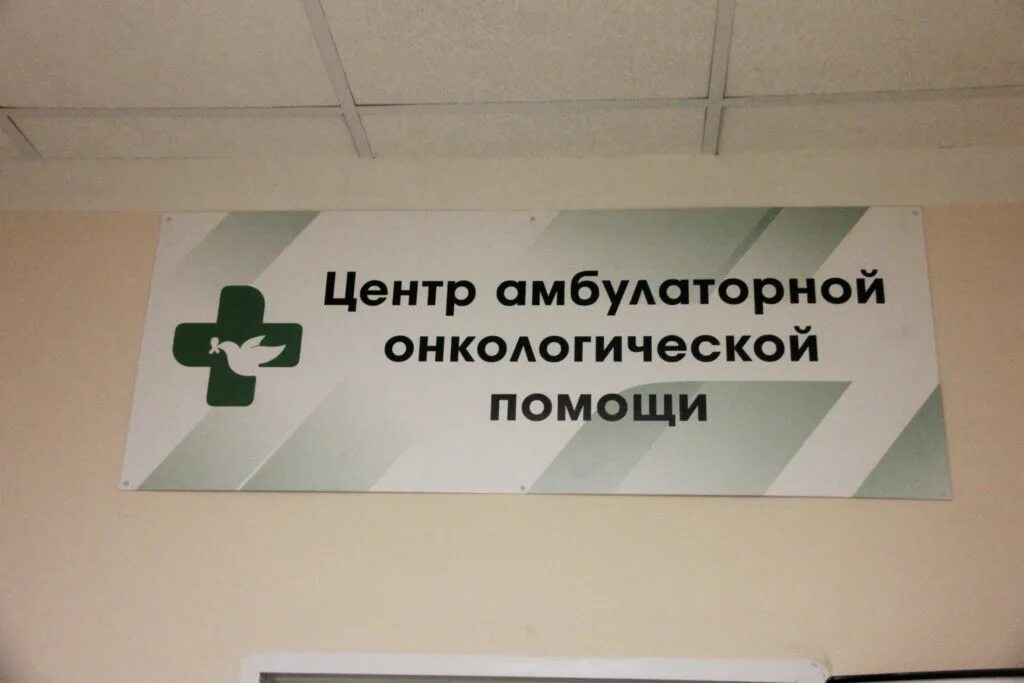 Центр амбулаторной
онкологической
помощи